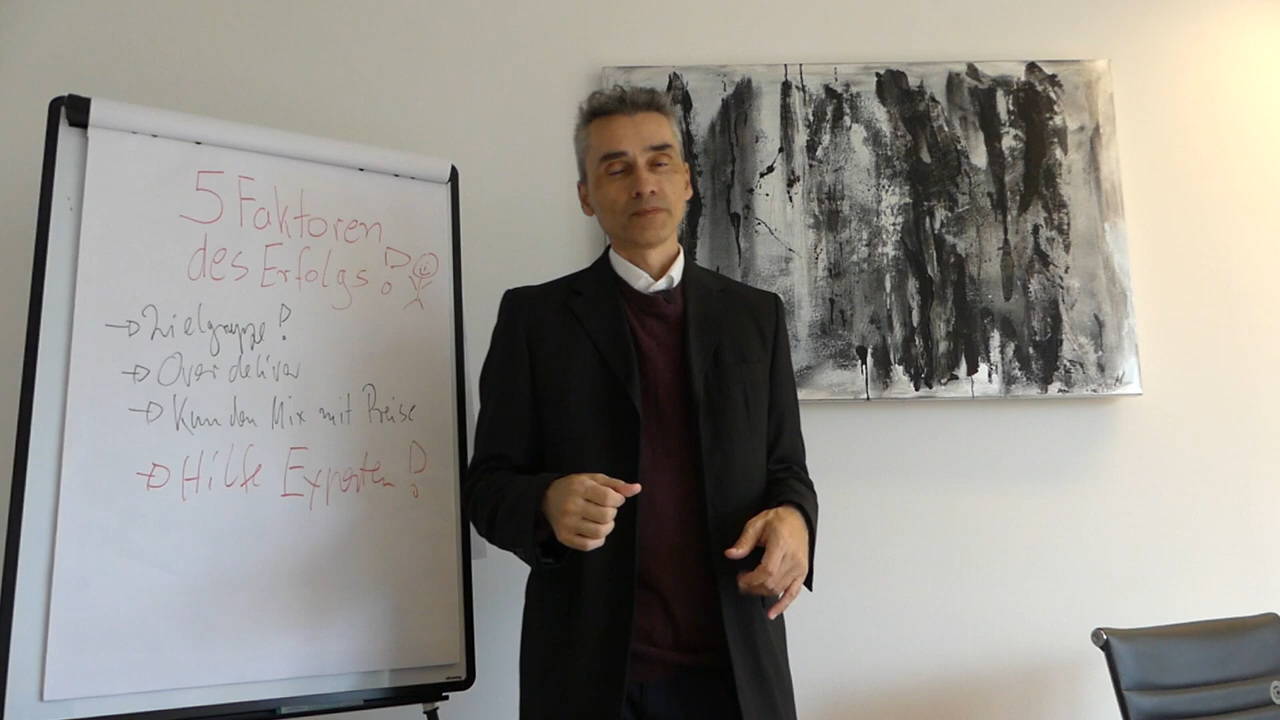 5 Faktoren
des Erfolgs!
→ Zielgruppe!
→ Over deliver
→ Kunden Mix mit Preise
→ Hilfe Experten!